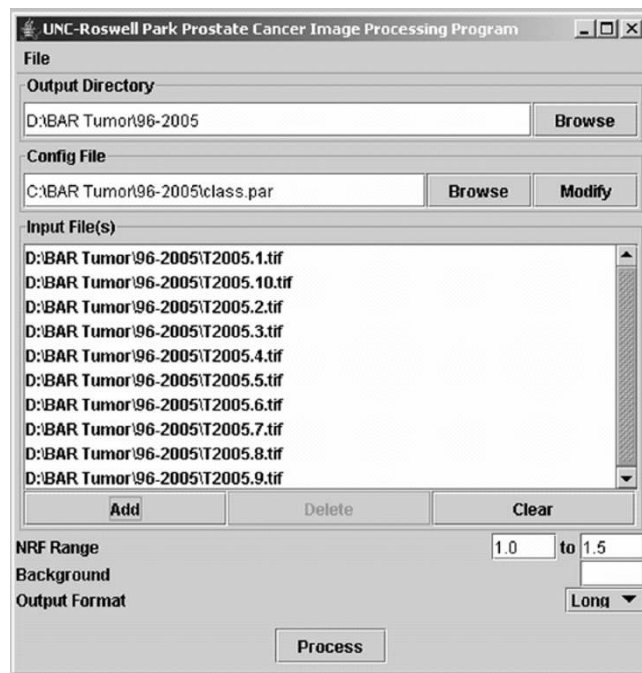 UNC-Roswell Park Prostate Cancer Image Processing Program
File
Output Directory
D:\BAR Tumor\96-2005 Browse
Config File
C:\BAR Tumor\96-2005\class.par Browse Modify
Input File(s)
D:\BAR Tumor\96-2005\T2005.1.tif
D:\BAR Tumor\96-2005\T2005.10.tif
D:\BAR Tumor\96-2005\T2005.2.tif
D:\BAR Tumor\96-2005\T2005.3.tif
D:\BAR Tumor\96-2005\T2005.4.tif
D:\BAR Tumor\96-2005\T2005.5.tif
D:\BAR Tumor\96-2005\T2005.6.tif
D:\BAR Tumor\96-2005\T2005.7.tif
D:\BAR Tumor\96-2005\T2005.8.tif
D:\BAR Tumor\96-2005\T2005.9.tif
Add Delete Clear
NRF Range 1.0 to 1.5
Background
Output Format Long
Process